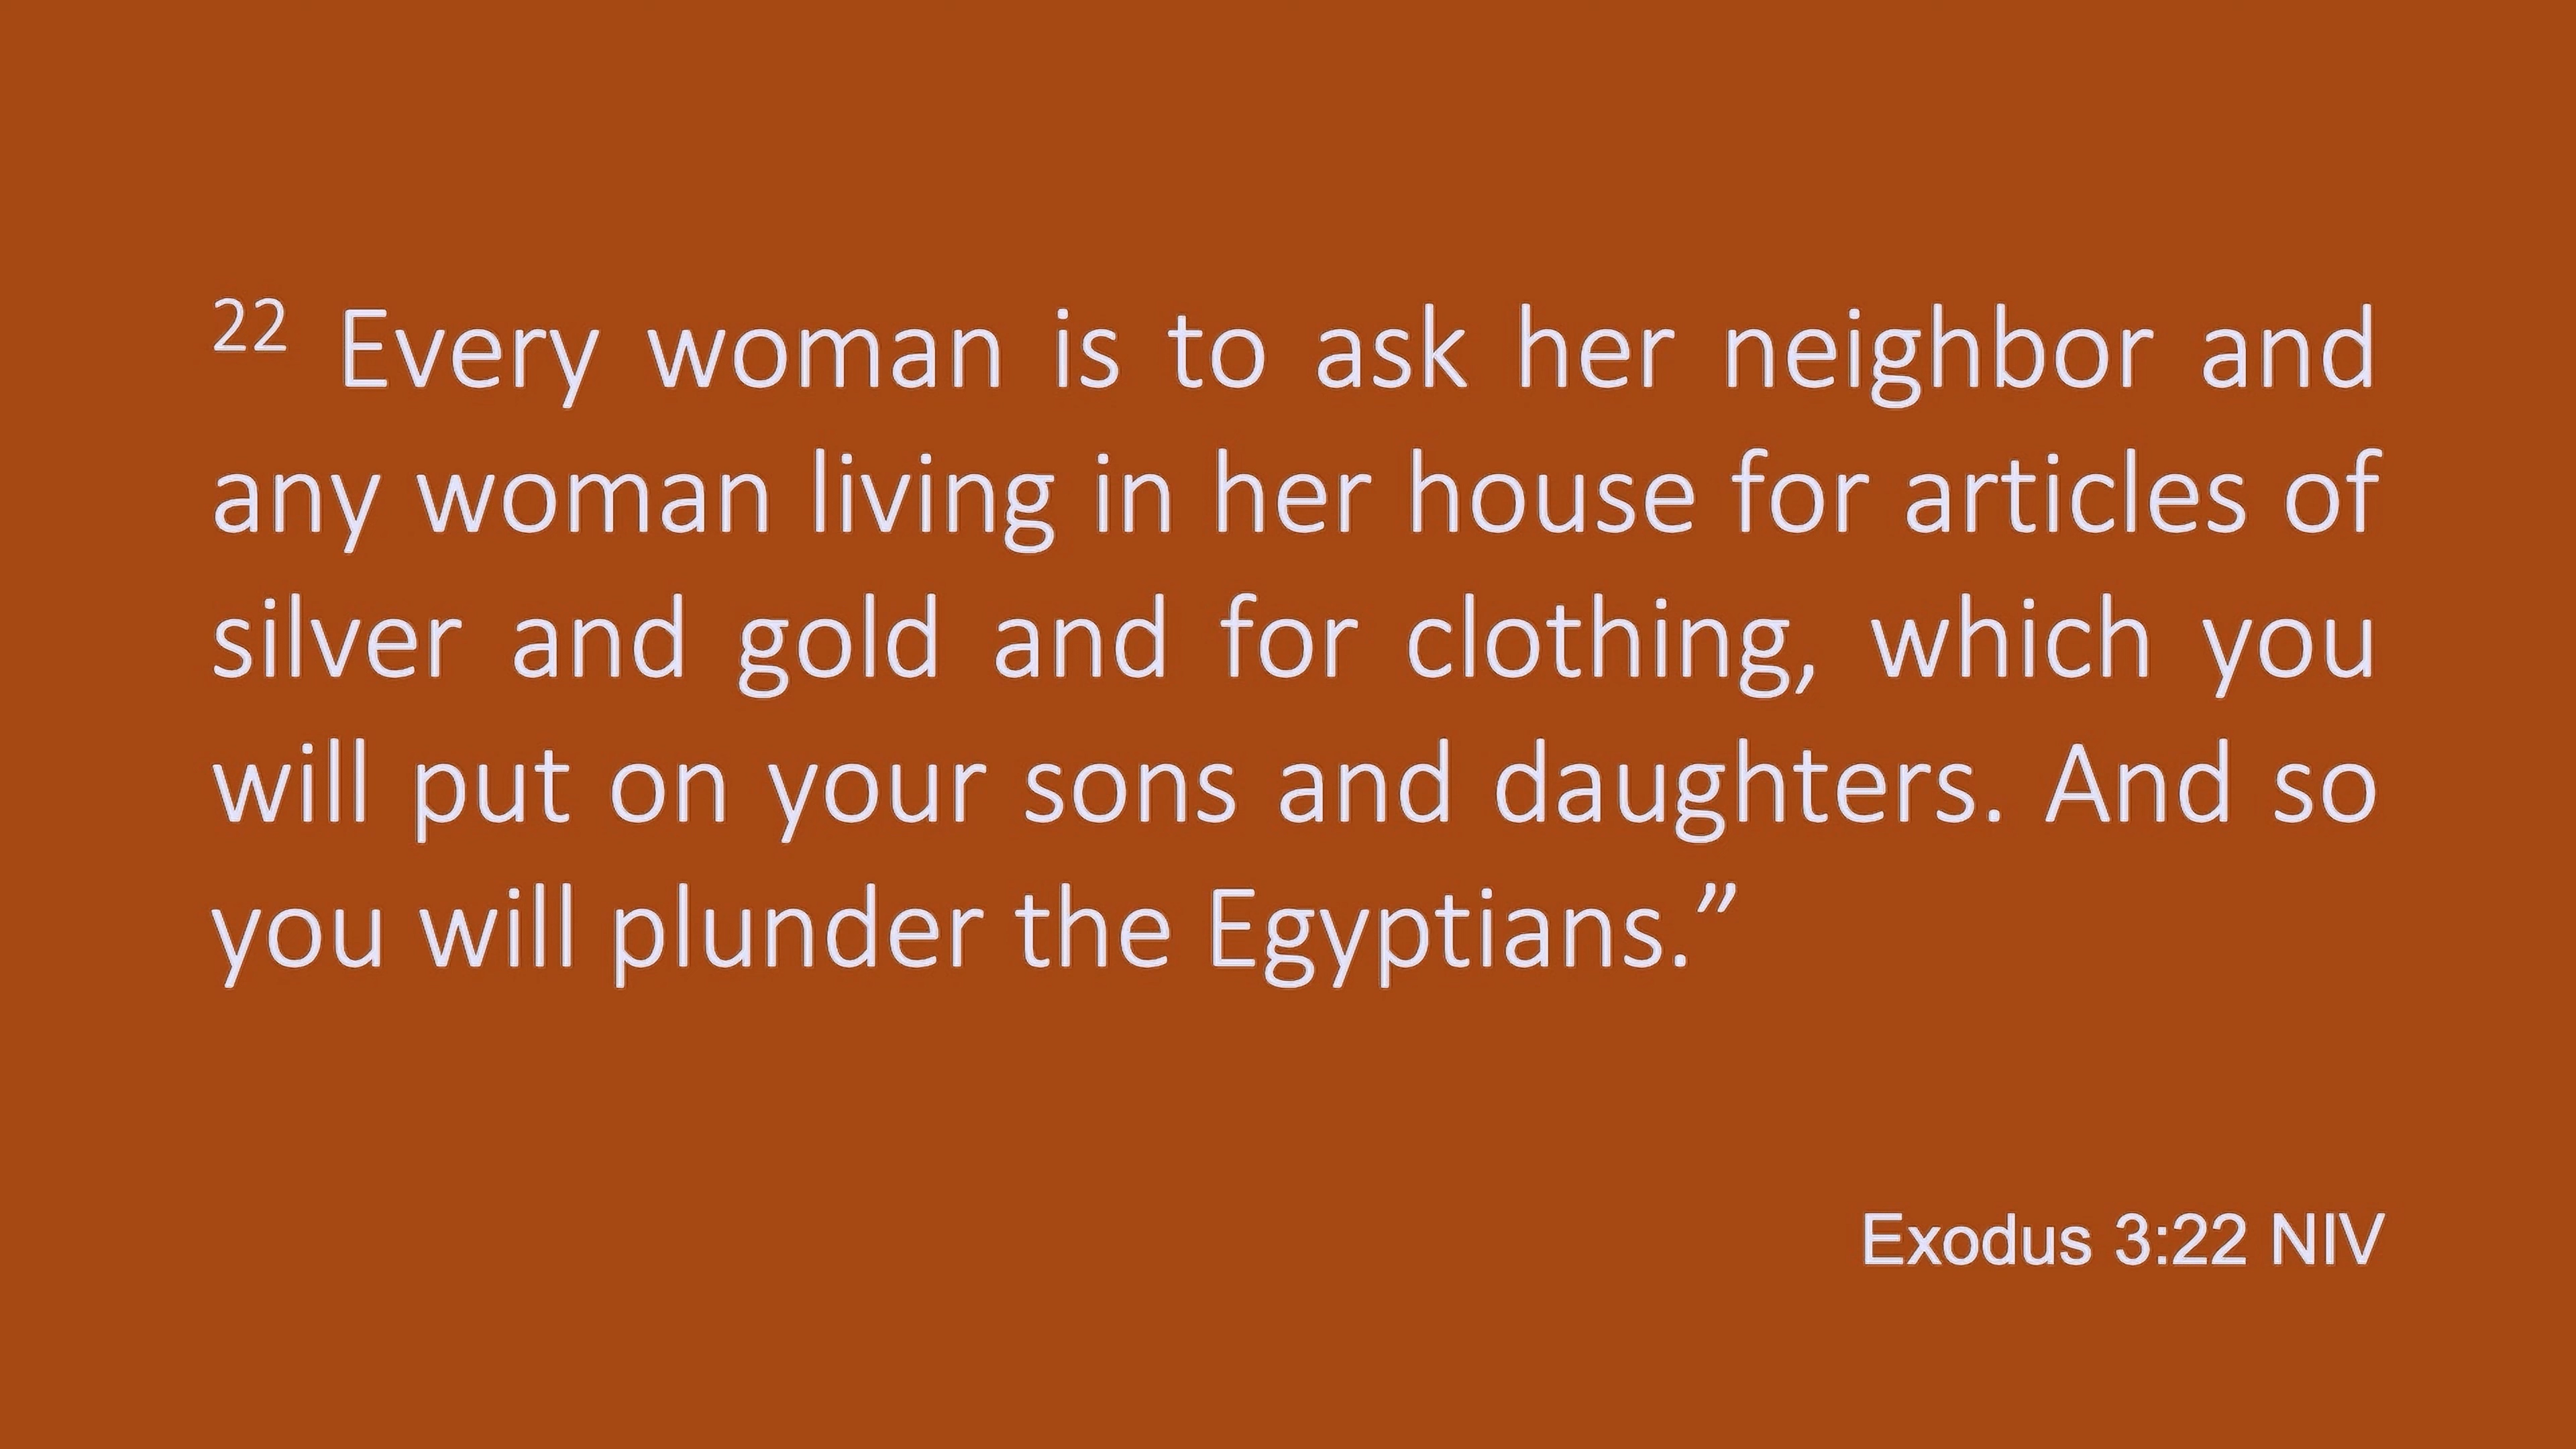 22 Every woman is to ask her neighbor and
any woman living in her house for articles of
silver and gold and for clothing, which you
will put on your sons and daughters. And so
you will plunder the Egyptians.”
Exodus 3:22 NIV